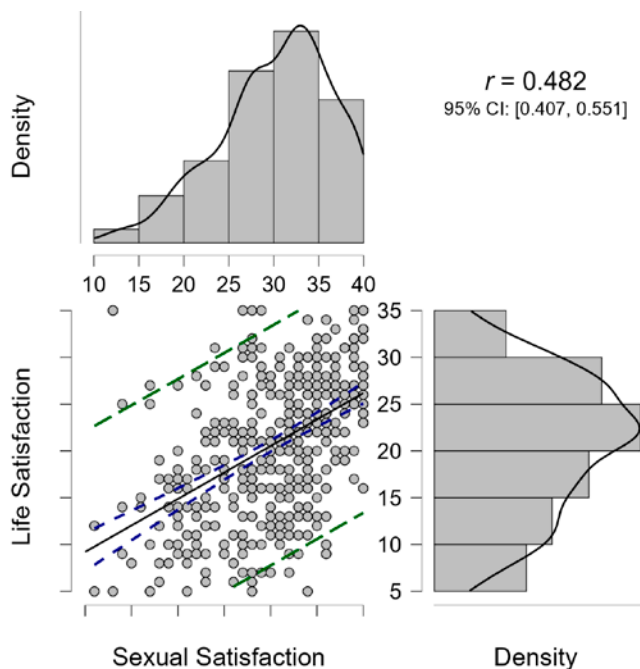 Density
r = 0.482
95% CI: [0.407, 0.551]
10 15 20 25 30 35 40
Life Satisfaction
35
30
25
20
15
10
5
Sexual Satisfaction
Density